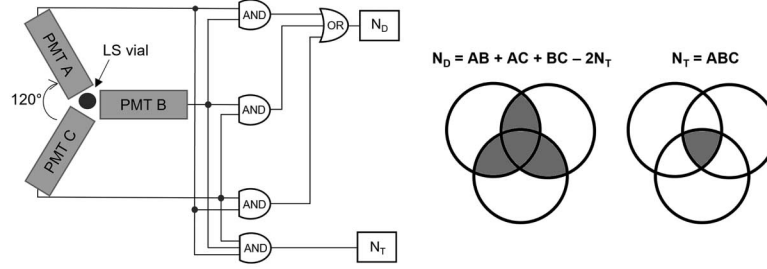 PMT A
LS vial
120°
PMT B
PMT C
AND
AND
AND
AND
OR
N_D
N_T
N_D = AB + AC + BC – 2N_T
N_T = ABC